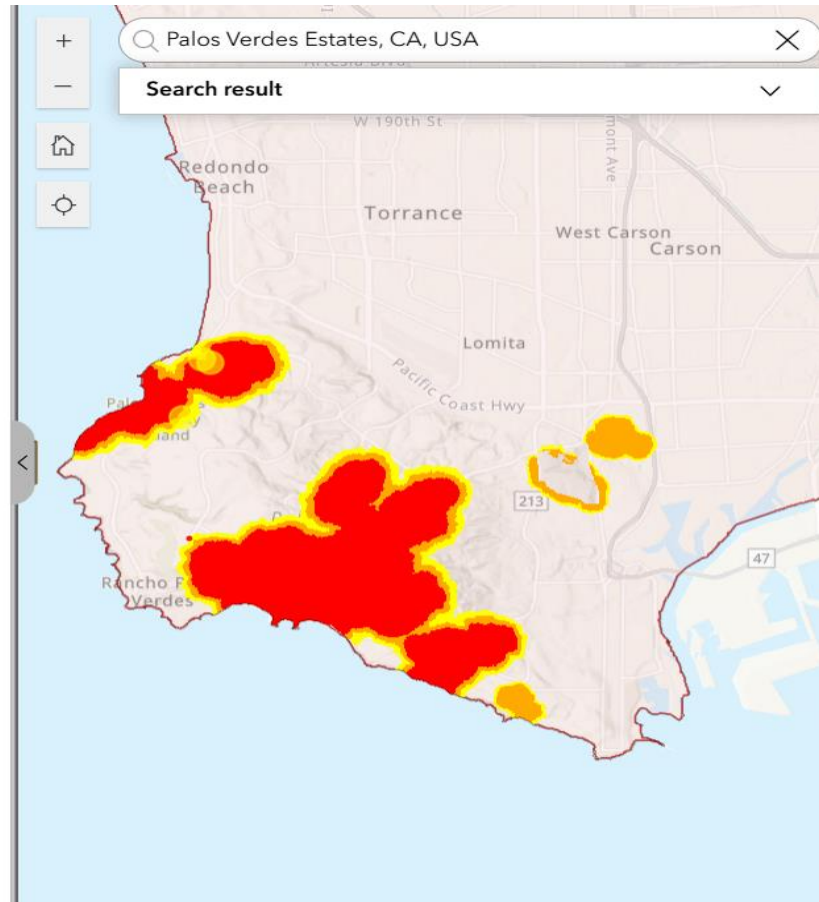 +
Palos Verdes Estates, CA, USA
Search result
W 190th St
Redondo
Beach
Torrance
West Carson
Carson
Lomita
Pacific Coast Hwy
213
47
Rancho
Verdes